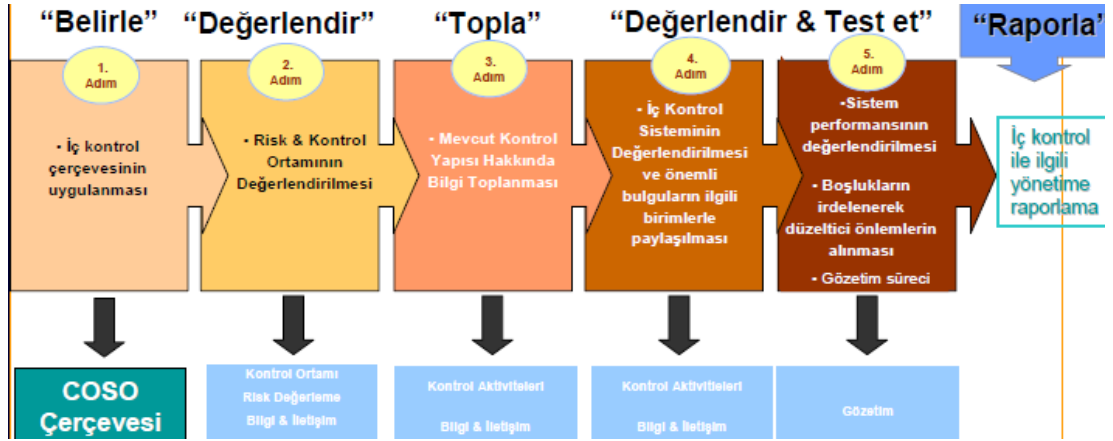 “Belirle”
“Değerlendir”
“Topla”
“Değerlendir & Test et”
“Raporla”
1.
Adım
• İç kontrol
çerçevesinin
uygulanması
2.
Adım
• Risk & Kontrol
Ortamının
Değerlendirilmesi
3.
Adım
• Mevcut Kontrol
Yapısı Hakkında
Bilgi Toplanması
4.
Adım
• İç Kontrol
Sisteminin
Değerlendirilmesi
ve önemli
bulguların ilgili
birimlerle
paylaşılması
5.
Adım
•Sistem
performansının
değerlendirilmesi
• Boşlukların
irdelenerek
düzeltici önlemlerin
alınması
• Gözetim süreci
İç kontrol
ile ilgili
yönetime
raporlama
COSO
Çerçevesi
Kontrol Ortamı
Risk Değerleme
Bilgi & İletişim
Kontrol Aktiviteleri
Bilgi & İletişim
Kontrol Aktivitleri
Bilgi & İletişim
Gözetim